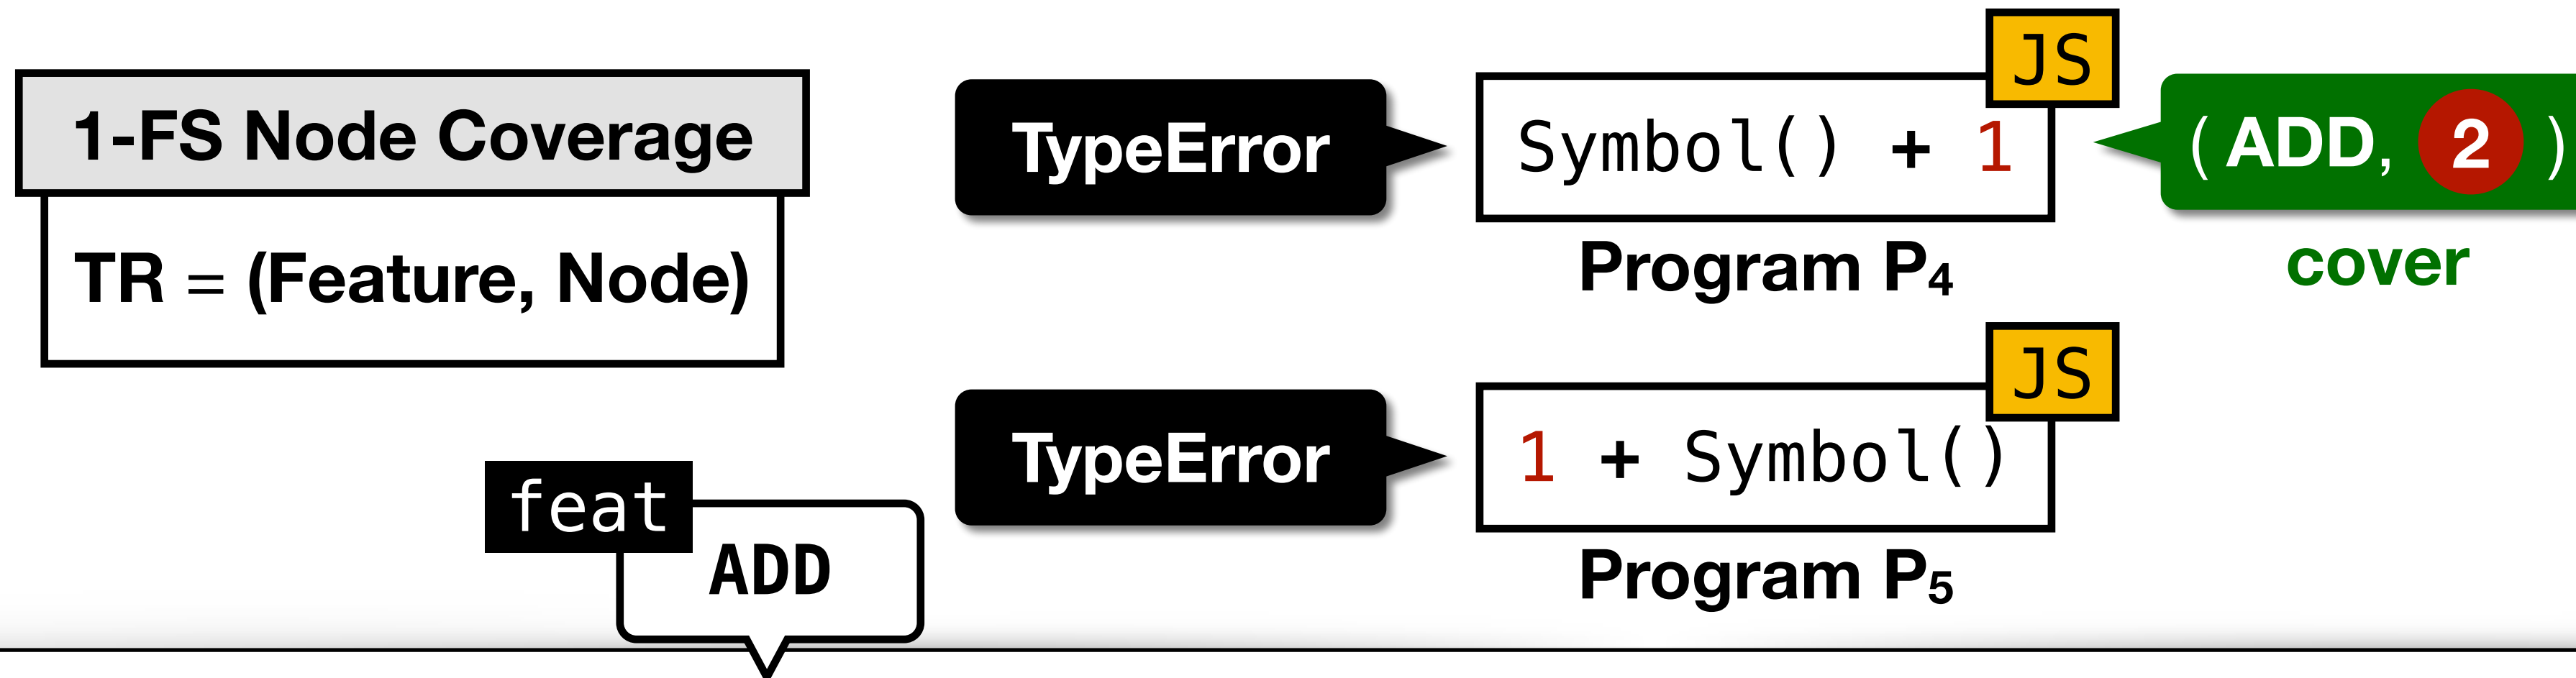 1-FS Node Coverage
TR = (Feature, Node)
TypeError
JS
Symbol() + 1
Program P₄
( ADD, 2 )
cover
TypeError
JS
1 + Symbol()
Program P₅
feat
ADD